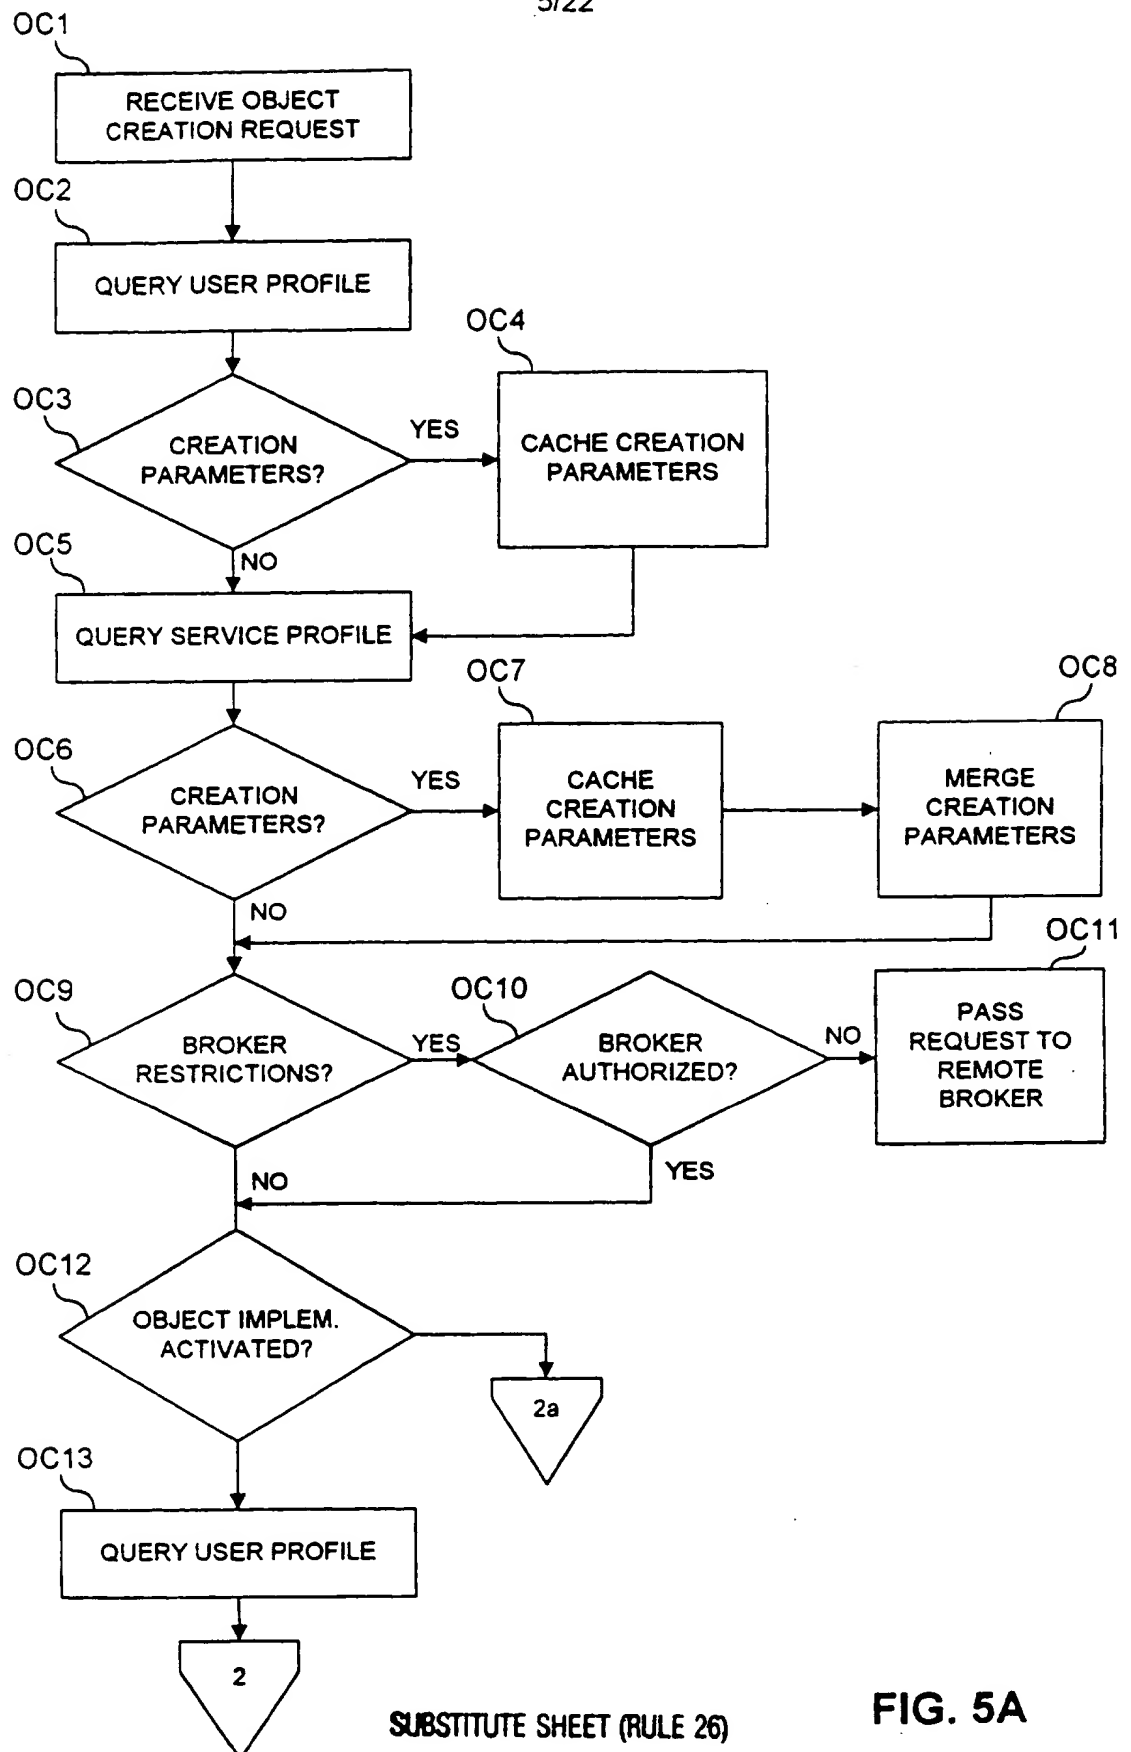 5/22
OC1
RECEIVE OBJECT
CREATION REQUEST
OC2
QUERY USER PROFILE
OC3
CREATION
PARAMETERS?
YES
OC4
CACHE CREATION
PARAMETERS
NO
OC5
QUERY SERVICE PROFILE
OC6
CREATION
PARAMETERS?
YES
OC7
CACHE
CREATION
PARAMETERS
OC8
MERGE
CREATION
PARAMETERS
NO
OC9
BROKER
RESTRICTIONS?
YES
OC10
BROKER
AUTHORIZED?
NO
OC11
PASS
REQUEST TO
REMOTE
BROKER
NO
YES
OC12
OBJECT IMPLEM.
ACTIVATED?
2a
OC13
QUERY USER PROFILE
2
SUBSTITUTE SHEET (RULE 26)
FIG. 5A